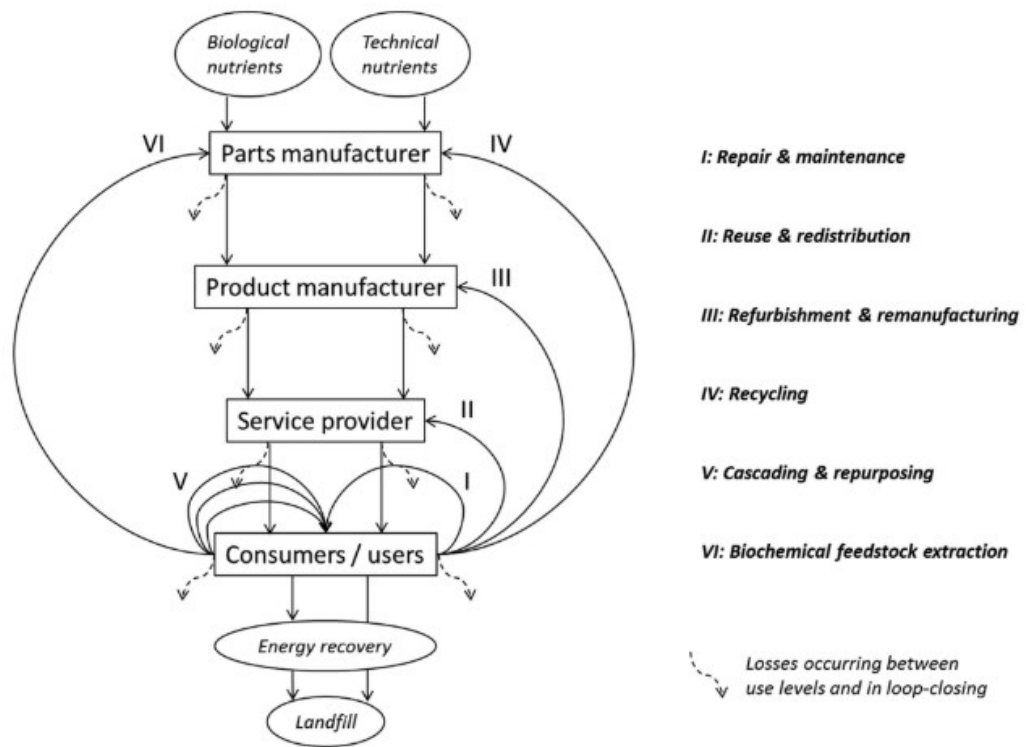 Biological
nutrients
Technical
nutrients
VI
Parts manufacturer
IV
Product manufacturer
III
Service provider
II
V
I
Consumers / users
Energy recovery
Landfill
I: Repair & maintenance
II: Reuse & redistribution
III: Refurbishment & remanufacturing
IV: Recycling
V: Cascading & repurposing
VI: Biochemical feedstock extraction
Losses occurring between
use levels and in loop-closing